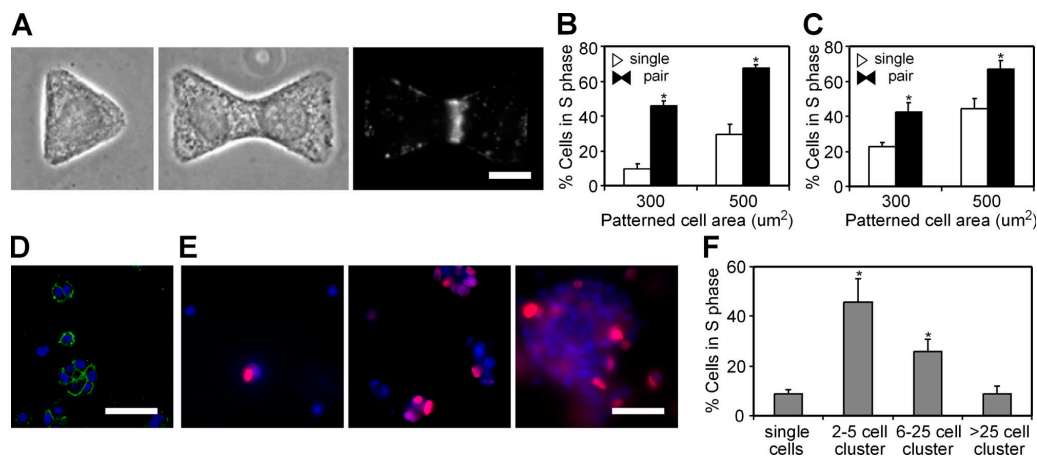 A
B
% Cells in S phase
80
60
40
20
0
single
pair
*
*
300
500
Patterned cell area (um²)
C
% Cells in S phase
80
60
40
20
0
single
pair
*
*
300
500
Patterned cell area (um²)
D
E
F
% Cells in S phase
60
40
20
0
*
*
single cells
2-5 cell cluster
6-25 cell cluster
>25 cell cluster